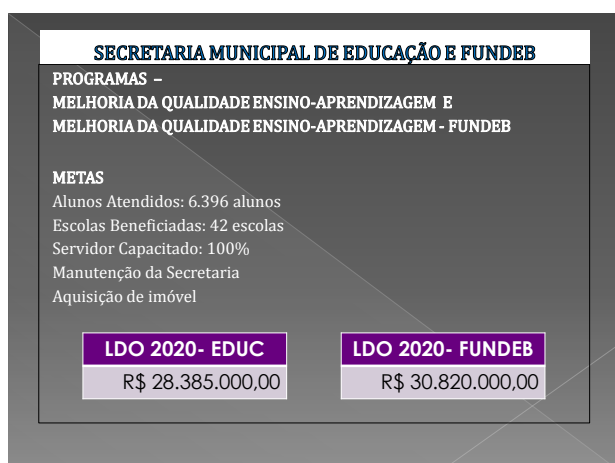 SECRETARIA MUNICIPAL DE EDUCAÇÃO E FUNDEB
PROGRAMAS –
MELHORIA DA QUALIDADE ENSINO-APRENDIZAGEM E
MELHORIA DA QUALIDADE ENSINO-APRENDIZAGEM - FUNDEB
METAS
Alunos Atendidos: 6.396 alunos
Escolas Beneficiadas: 42 escolas
Servidor Capacitado: 100%
Manutenção da Secretaria
Aquisição de imóvel
LDO 2020- EDUC
R$ 28.385.000,00
LDO 2020- FUNDEB
R$ 30.820.000,00